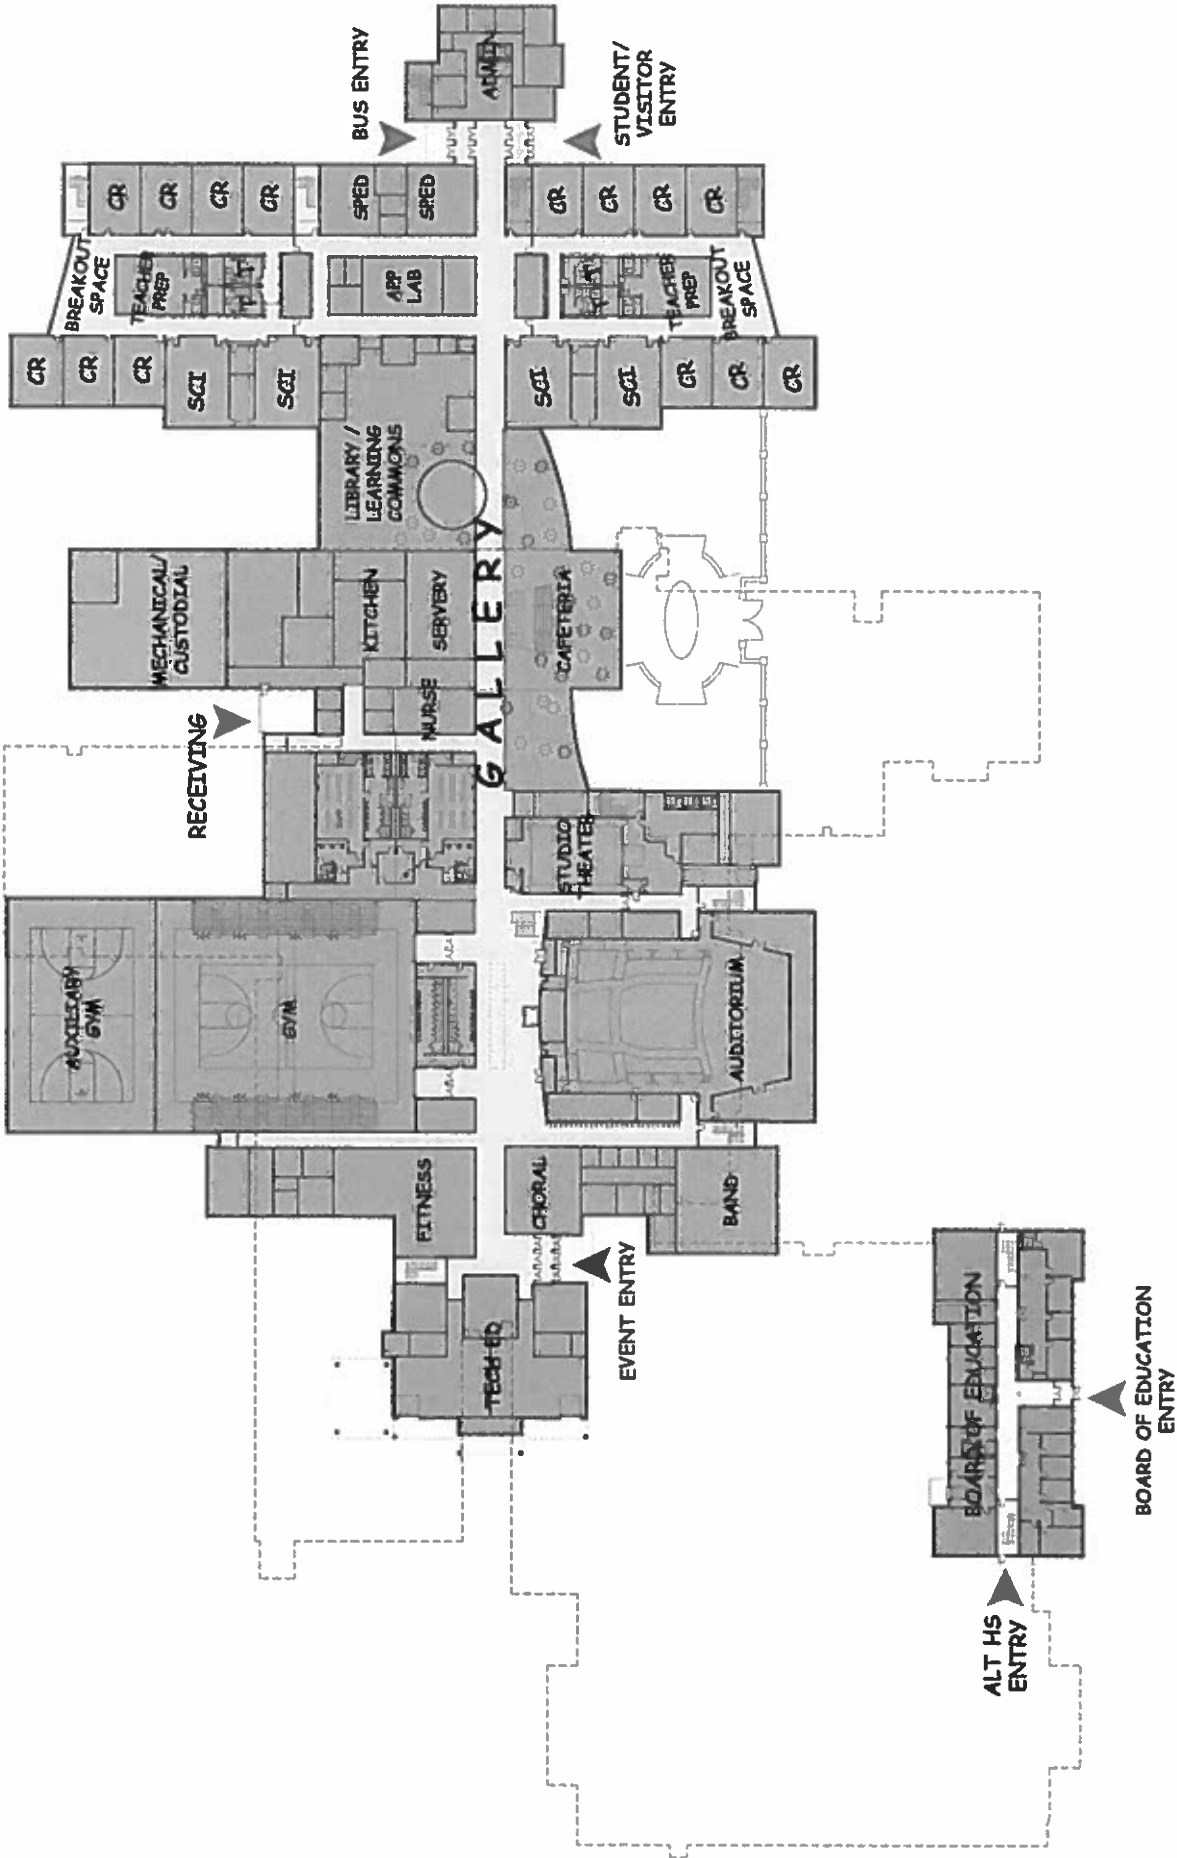 ADMIN
BUS ENTRY
STUDENT/
VISITOR
ENTRY
CR
CR
CR
CR
SPED
SPED
CR
CR
CR
CR
BREAKOUT
SPACE
TEACHER
PREP
APP
LAB
TEACHER
PREP
BREAKOUT
SPACE
CR
CR
CR
SCI
SCI
SCI
SCI
CR
CR
CR
LIBRARY /
LEARNING
COMMONS
MECHANICAL/
CUSTODIAL
KITCHEN
SERVERY
GALLERY
CAFETERIA
RECEIVING
NURSE
STUDIO
THEATER
AUXILIARY
GYM
GYM
AUDITORIUM
FITNESS
CHORAL
BAND
EVENT ENTRY
TECH ED
BOARD OF EDUCATION
BOARD OF EDUCATION
ENTRY
ALT HS
ENTRY